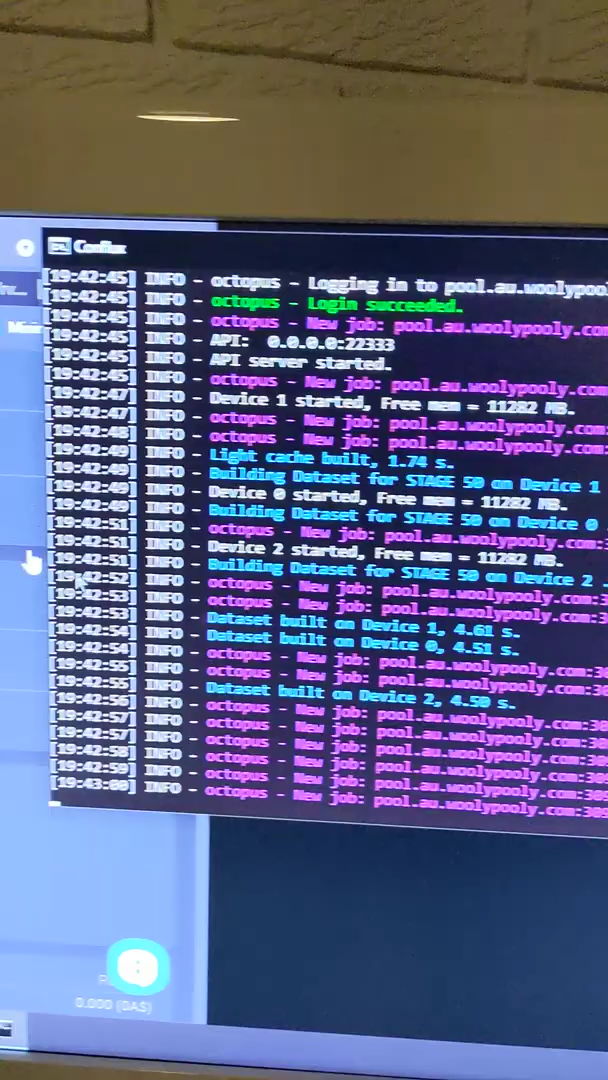 Conflux
[19:42:45] INFO - octopus - Logging in to pool.au.woolypool
[19:42:45] INFO - octopus - Login succeeded.
[19:42:45] INFO - octopus - New job: pool.au.woolypooly.com
[19:42:45] INFO - API: 0.0.0.0:22333
[19:42:45] INFO - API server started.
[19:42:45] INFO - octopus - New job: pool.au.woolypooly.com
[19:42:47] INFO - Device 1 started, Free mem = 11282 MB.
[19:42:47] INFO - octopus - New job: pool.au.woolypooly.com
[19:42:48] INFO - octopus - New job: pool.au.woolypooly.com
[19:42:49] INFO - Light cache built, 1.74 s.
[19:42:49] INFO - Building Dataset for STAGE 50 on Device 1
[19:42:49] INFO - Device 0 started, Free mem = 11282 MB.
[19:42:49] INFO - Building Dataset for STAGE 50 on Device 0
[19:42:51] INFO - octopus - New job: pool.au.woolypooly.com:3
[19:42:51] INFO - Device 2 started, Free mem = 11282 MB.
[19:42:51] INFO - Building Dataset for STAGE 50 on Device 2
[19:42:52] INFO - octopus - New job: pool.au.woolypooly.com:3
[19:42:53] INFO - octopus - New job: pool.au.woolypooly.com:3
[19:42:53] INFO - Dataset built on Device 1, 4.61 s.
[19:42:54] INFO - Dataset built on Device 0, 4.51 s.
[19:42:54] INFO - octopus - New job: pool.au.woolypooly.com:30
[19:42:55] INFO - octopus - New job: pool.au.woolypooly.com:30
[19:42:55] INFO - Dataset built on Device 2, 4.50 s.
[19:42:56] INFO - octopus - New job: pool.au.woolypooly.com:30
[19:42:57] INFO - octopus - New job: pool.au.woolypooly.com:30
[19:42:57] INFO - octopus - New job: pool.au.woolypooly.com:30
[19:42:58] INFO - octopus - New job: pool.au.woolypooly.com:309
[19:42:59] INFO - octopus - New job: pool.au.woolypooly.com:309
[19:43:00] INFO - octopus - New job: pool.au.woolypooly.com:309
0.000 (0A$)